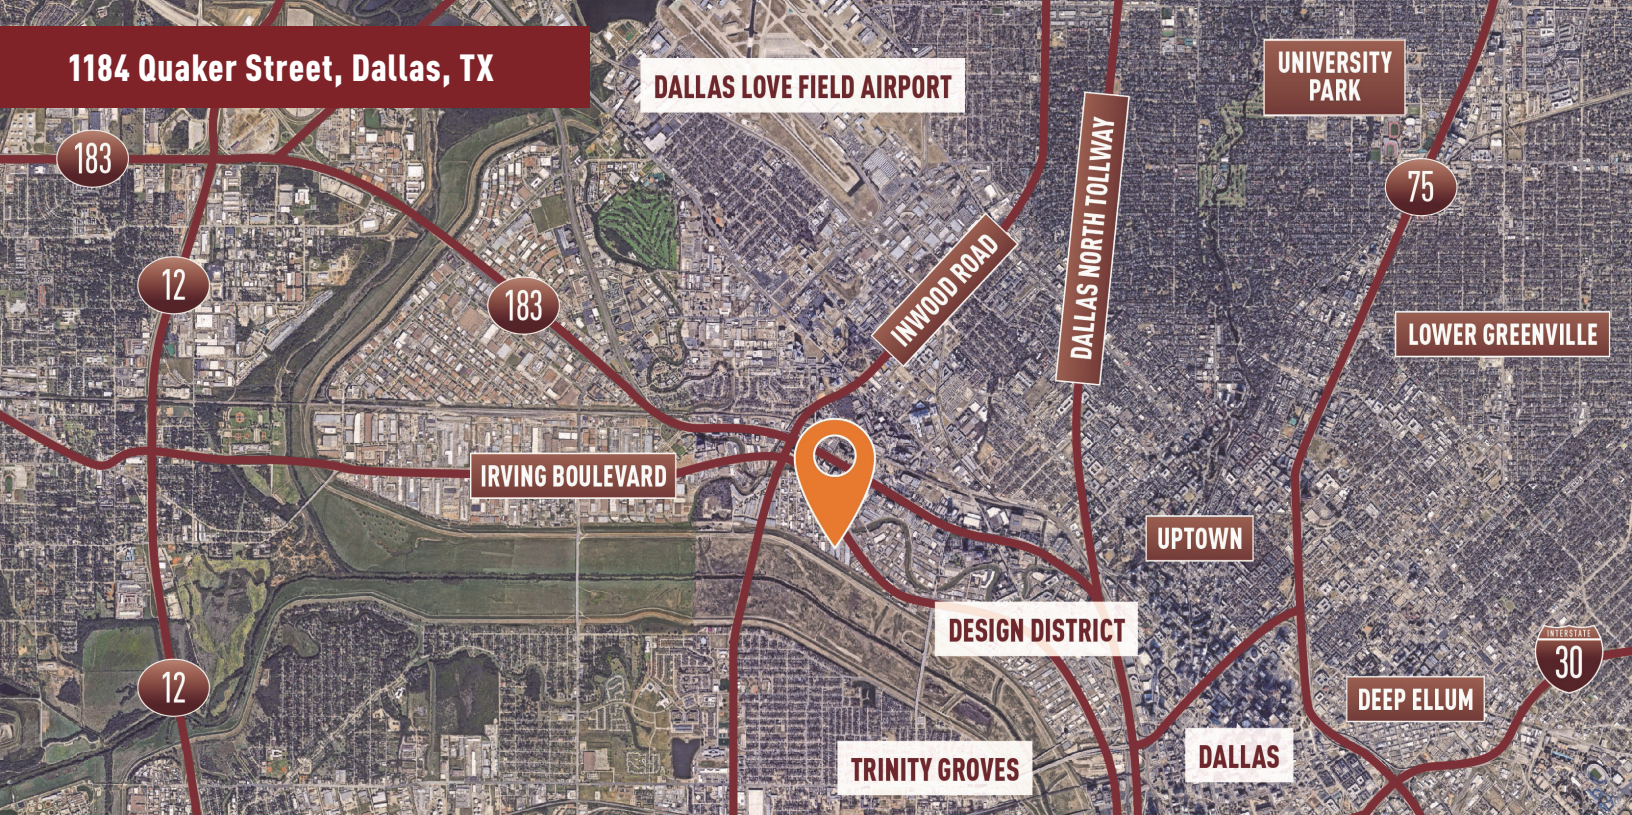 1184 Quaker Street, Dallas, TX
DALLAS LOVE FIELD AIRPORT
UNIVERSITY
PARK
183
DALLAS NORTH TOLLWAY
75
12
INWOOD ROAD
183
LOWER GREENVILLE
IRVING BOULEVARD
UPTOWN
DESIGN DISTRICT
INTERSTATE
30
12
DEEP ELLUM
DALLAS
TRINITY GROVES